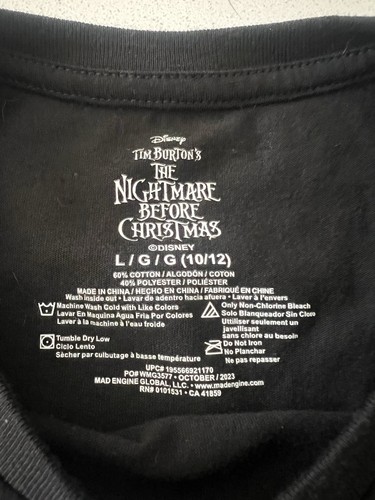 Disney
TIM BURTON'S
THE
NIGHTMARE
BEFORE
CHRISTMAS
©DISNEY
L / G / G (10/12)
60% COTTON / ALGODÓN / COTON
40% POLYESTER / POLIÉSTER
MADE IN CHINA / HECHO EN CHINA / FABRIQUÉ EN CHINE
Wash inside out • Lavar de adentro hacia afuera • Laver à l'envers
Machine Wash Cold with Like Colors
Lavar En Maquina Agua Fria Por Colores
Laver à la machine à l'eau froide
Only Non-Chlorine Bleach
Solo Blanqueador Sin Cloro
Utiliser seulement un
javellisant
sans chlore au besoin
Tumble Dry Low
Ciclo Lento
Sécher par culbutage à basse température
Do Not Iron
No Planchar
Ne pas repasser
UPC# 195566921170
PO# WMG3577 • OCTOBER / 2023
MAD ENGINE GLOBAL, LLC. • www.madengine.com
RN# 0101531 • CA 41859